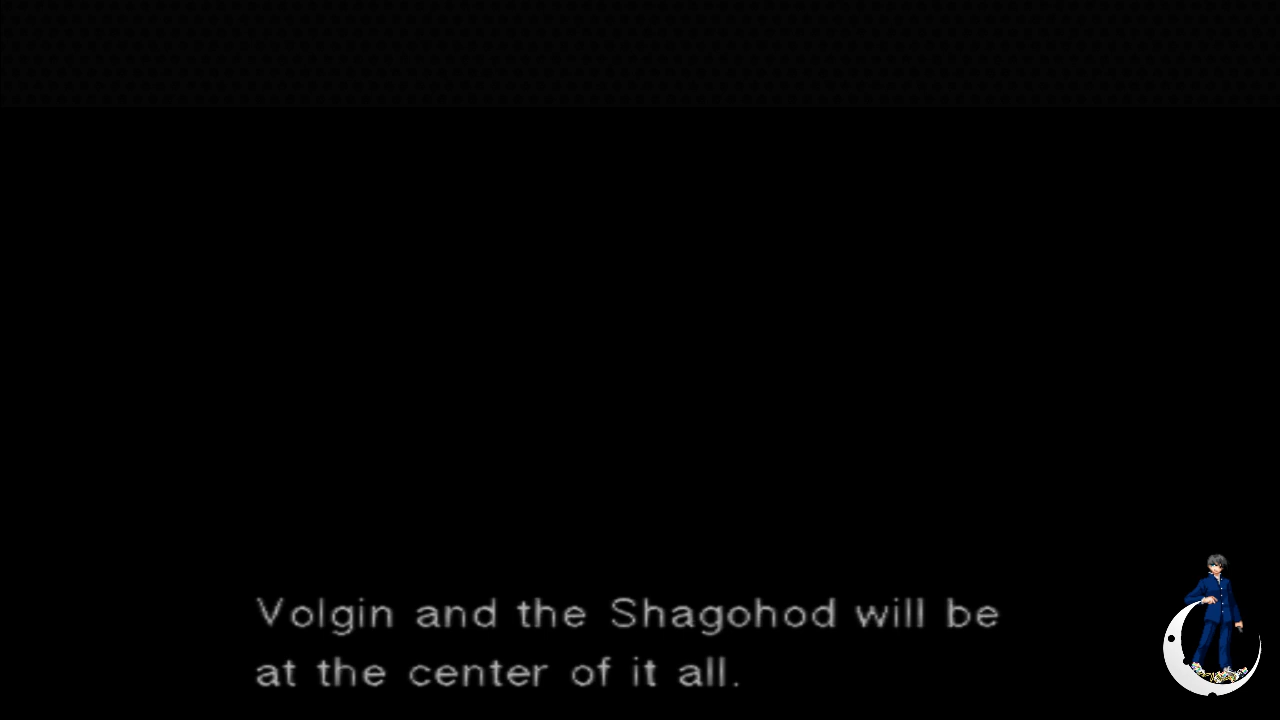 Volgin and the Shagohod will be
at the center of it all.